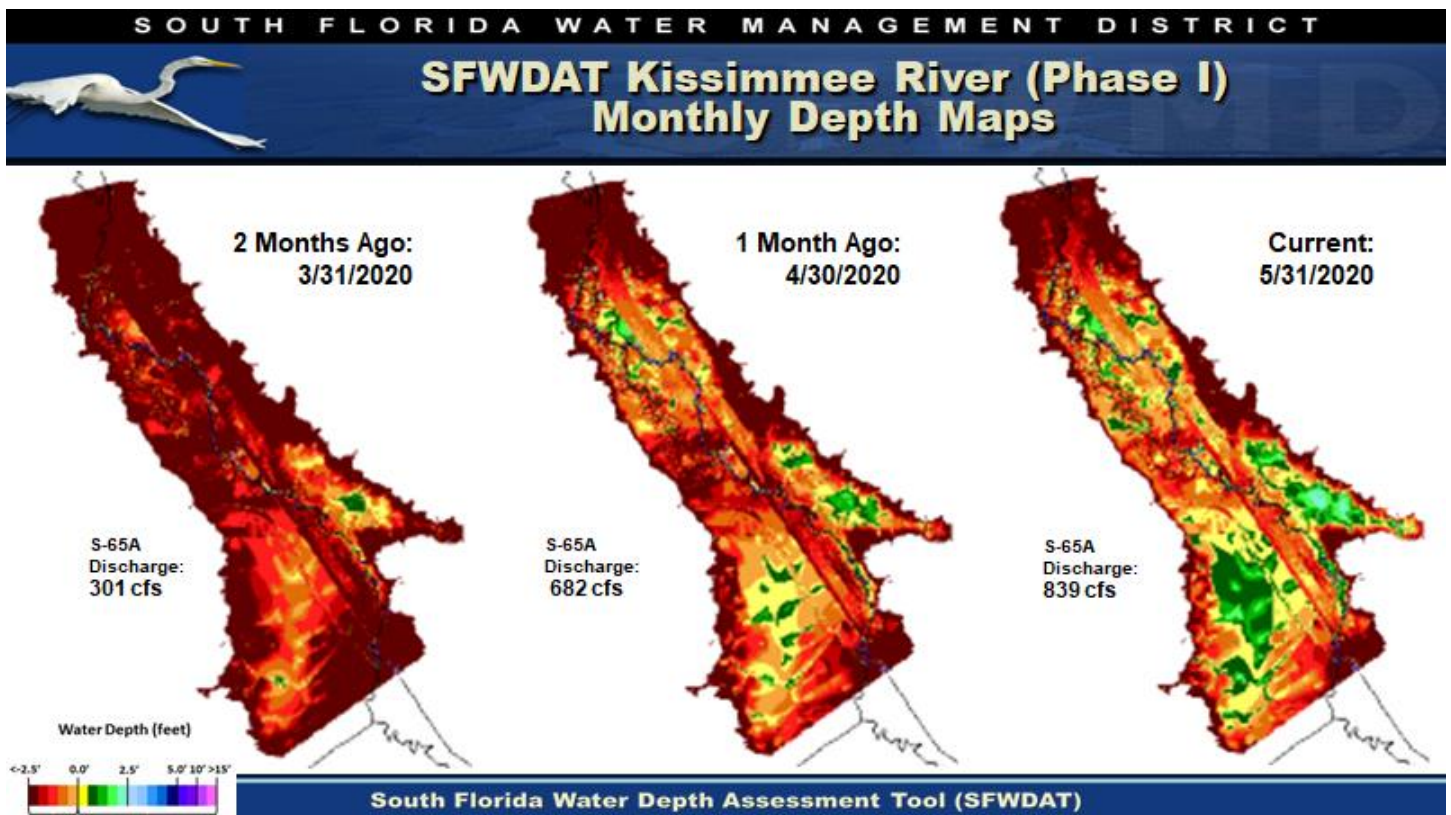 SOUTH FLORIDA WATER MANAGEMENT DISTRICT
SFWDAT Kissimmee River (Phase I)
Monthly Depth Maps
2 Months Ago:
3/31/2020
1 Month Ago:
4/30/2020
Current:
5/31/2020
S-65A
Discharge:
301 cfs
S-65A
Discharge:
682 cfs
S-65A
Discharge:
839 cfs
Water Depth (feet)
<-2.5' 0.0' 2.5' 5.0' 10' >15'
South Florida Water Depth Assessment Tool (SFWDAT)